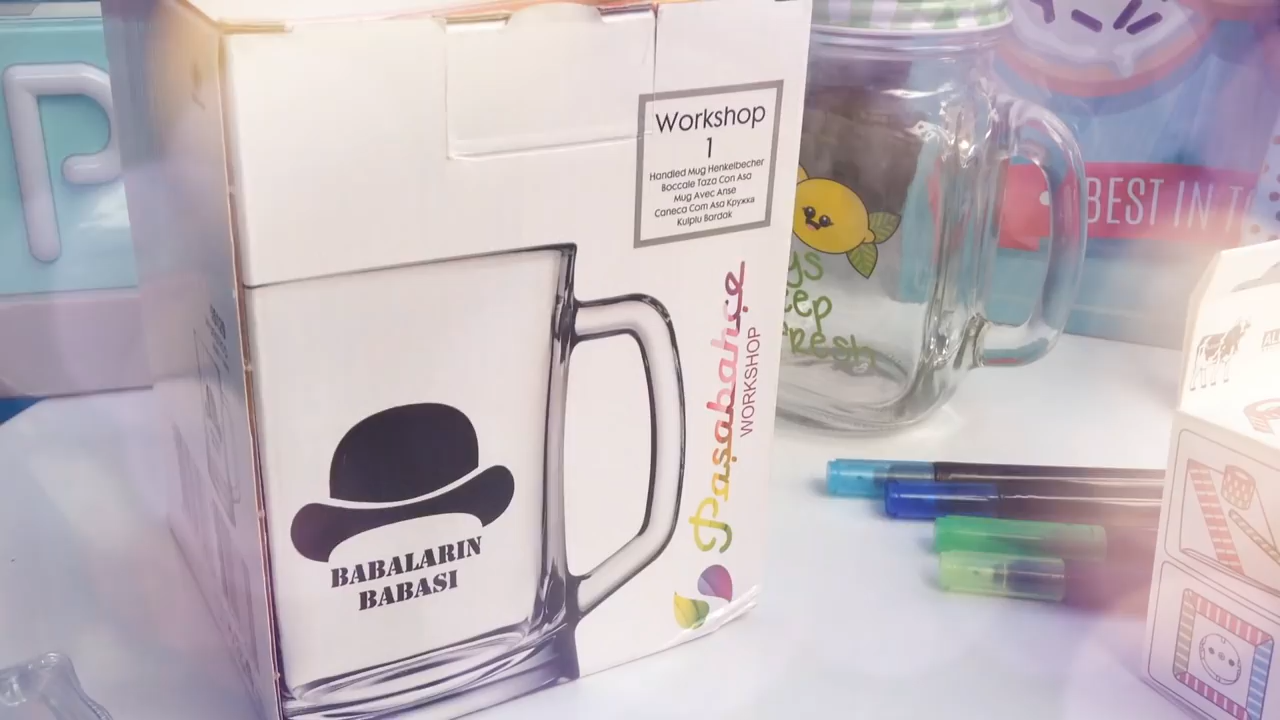 Workshop
1
Handled Mug Henkelbecher
Boccale Taza Con Asa
Mug Avec Anse
Caneca Com Asa Кружка
Kulplu Bardak
Paşabahçe
WORKSHOP
BABALARIN
BABASI
BEST IN